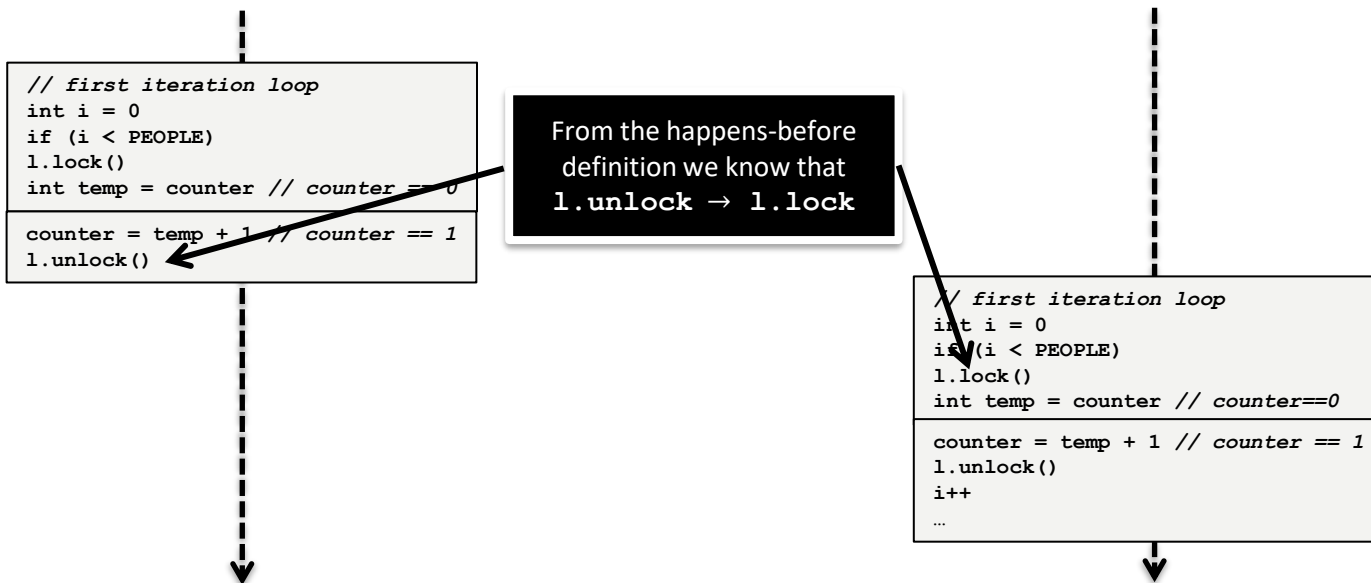 // first iteration loop
int i = 0
if (i < PEOPLE)
l.lock()
int temp = counter // counter == 0
counter = temp + 1 // counter == 1
l.unlock()
From the happens-before
definition we know that
l.unlock → l.lock
// first iteration loop
int i = 0
if (i < PEOPLE)
l.lock()
int temp = counter // counter==0
counter = temp + 1 // counter == 1
l.unlock()
i++
…